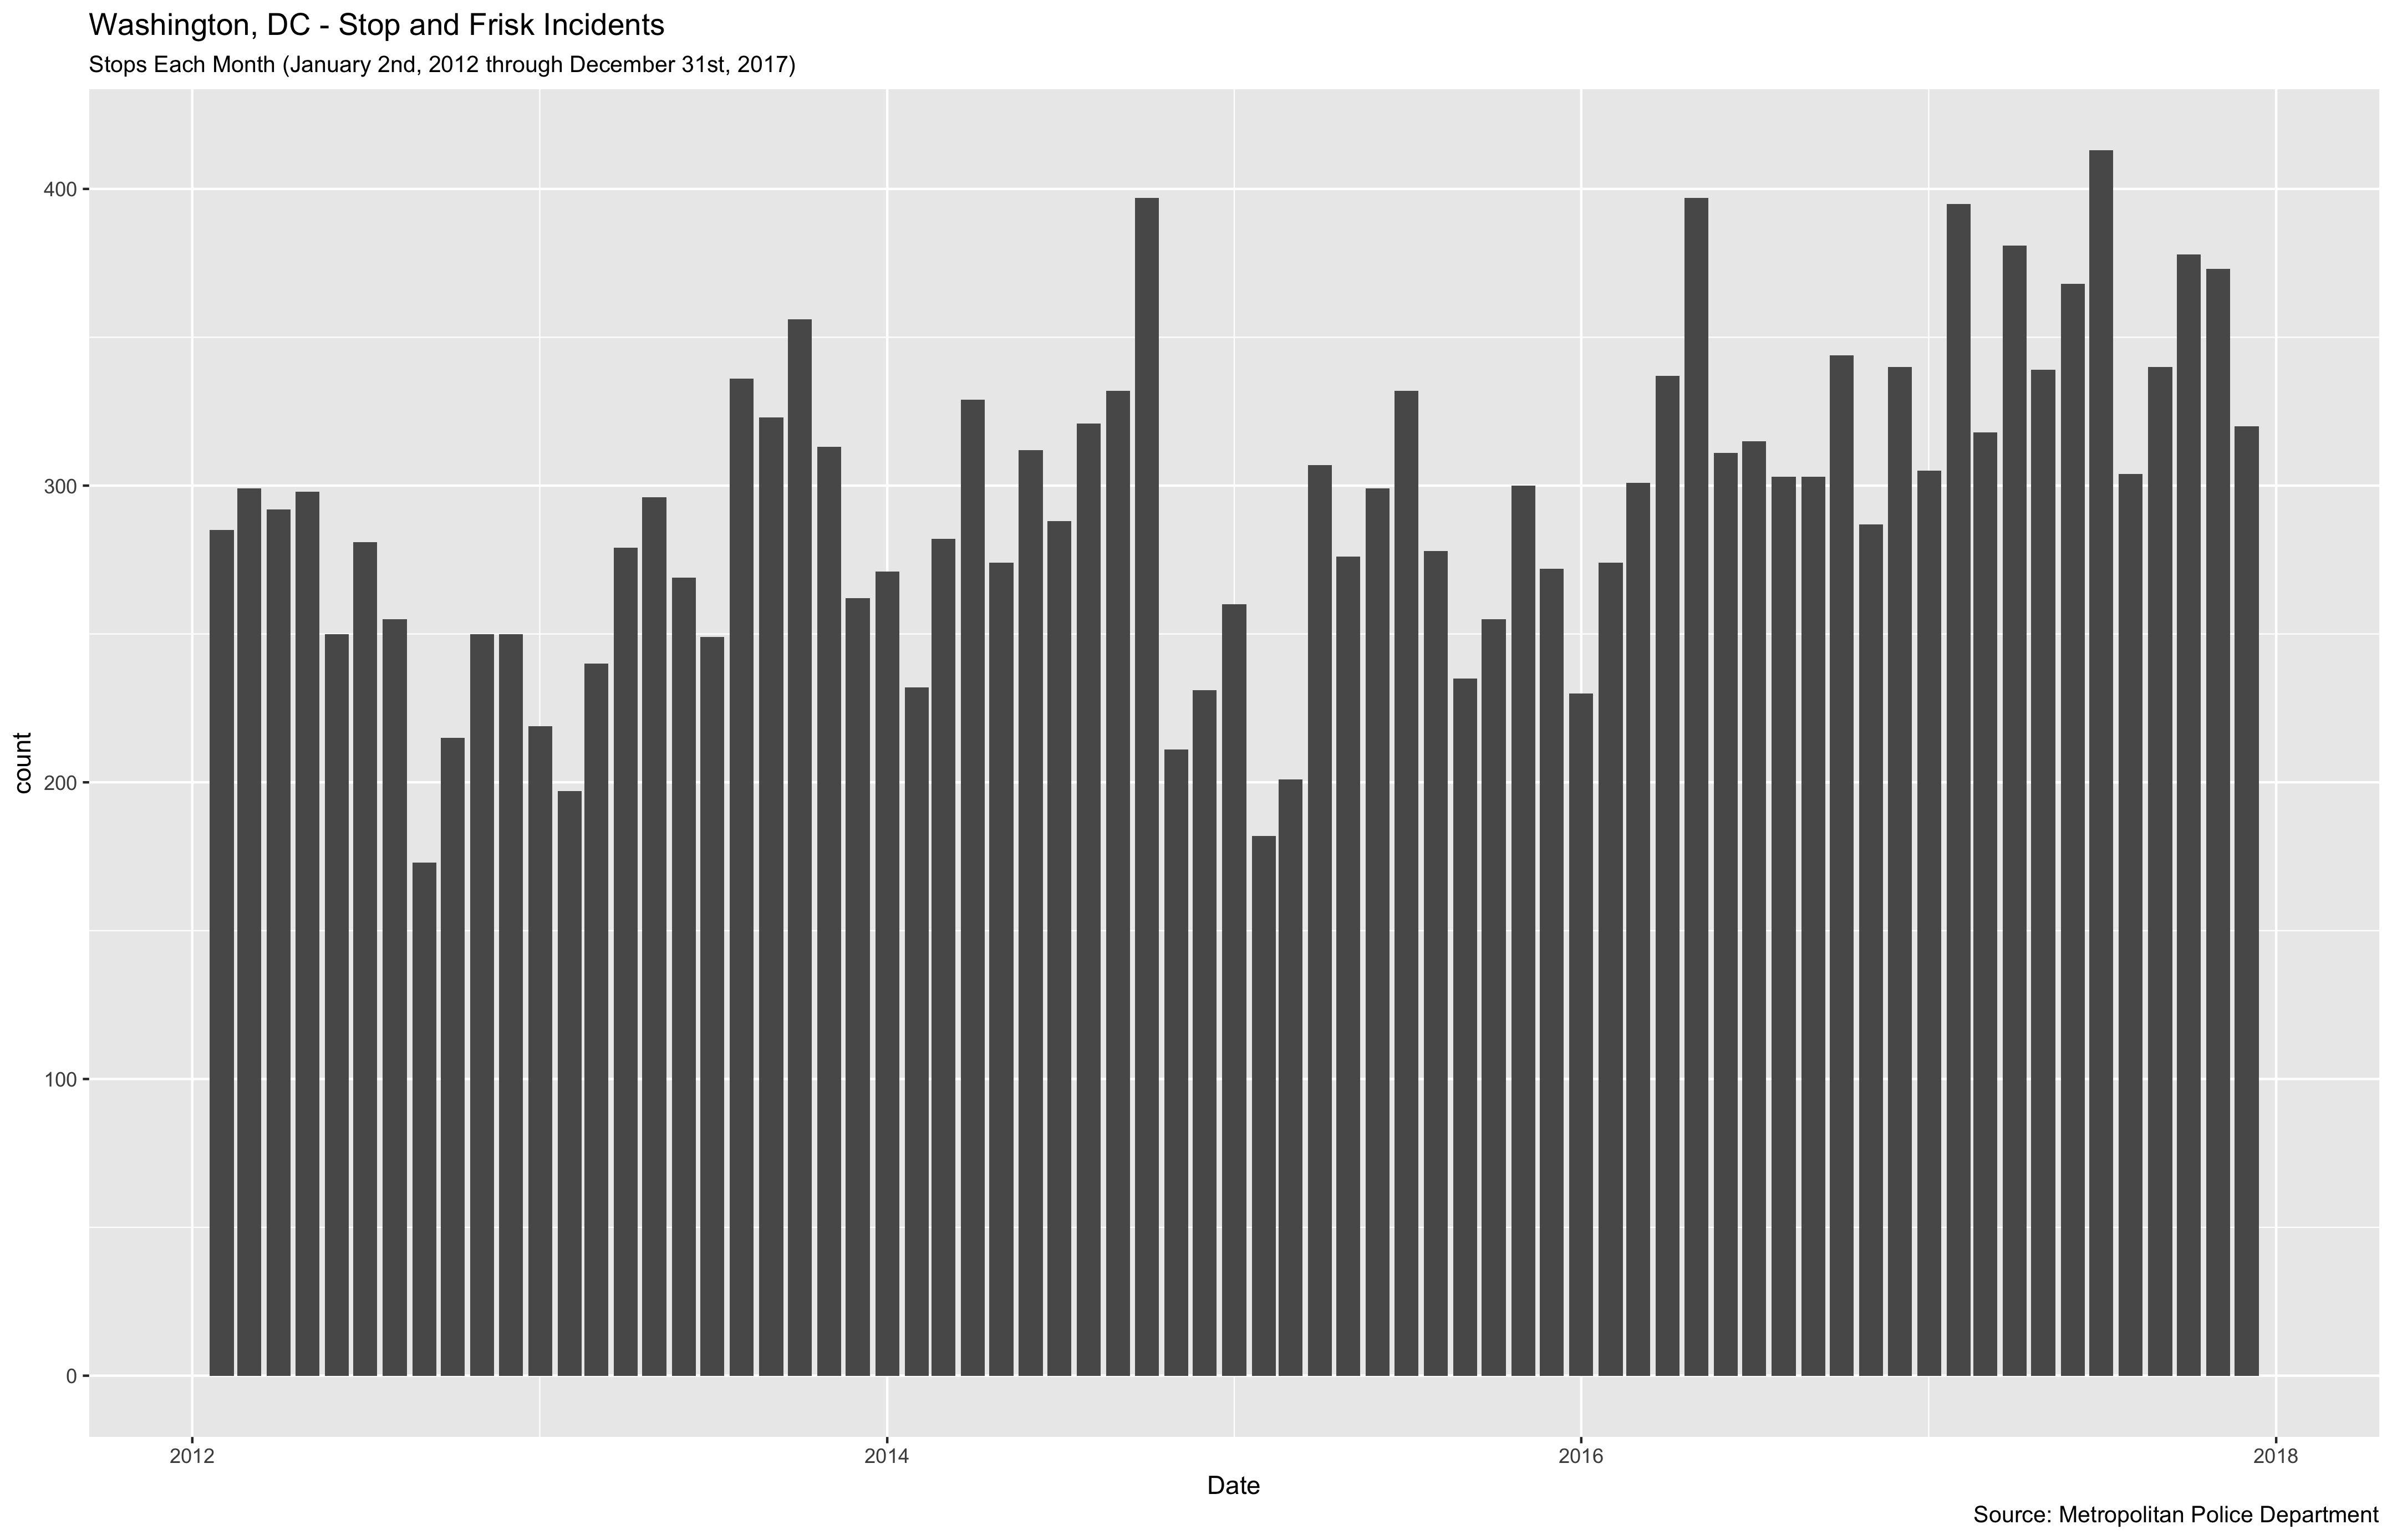 Washington, DC - Stop and Frisk Incidents
Stops Each Month (January 2nd, 2012 through December 31st, 2017)
400
300
200
100
0
count
2012 2014 2016 2018
Date
Source: Metropolitan Police Department